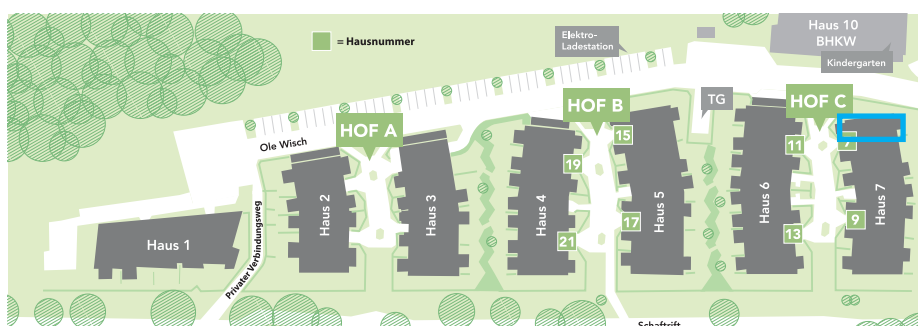 Haus 10
BHKW
Elektro-
Ladestation
= Hausnummer
Kindergarten
TG
HOF A
HOF B
HOF C
Ole Wisch
15
11
7
19
Haus 1
Haus 2
Haus 3
Haus 4
Haus 5
Haus 6
Haus 7
17
9
21
13
Privater Verbindungsweg